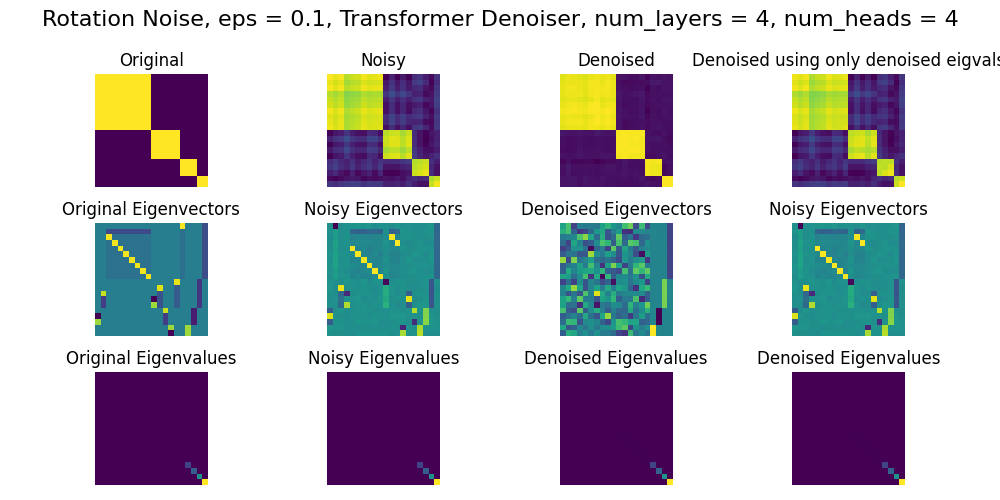 Rotation Noise, eps = 0.1, Transformer Denoiser, num_layers = 4, num_heads = 4
Original
Noisy
Denoised
Denoised using only denoised eigvals
Original Eigenvectors
Noisy Eigenvectors
Denoised Eigenvectors
Noisy Eigenvectors
Original Eigenvalues
Noisy Eigenvalues
Denoised Eigenvalues
Denoised Eigenvalues